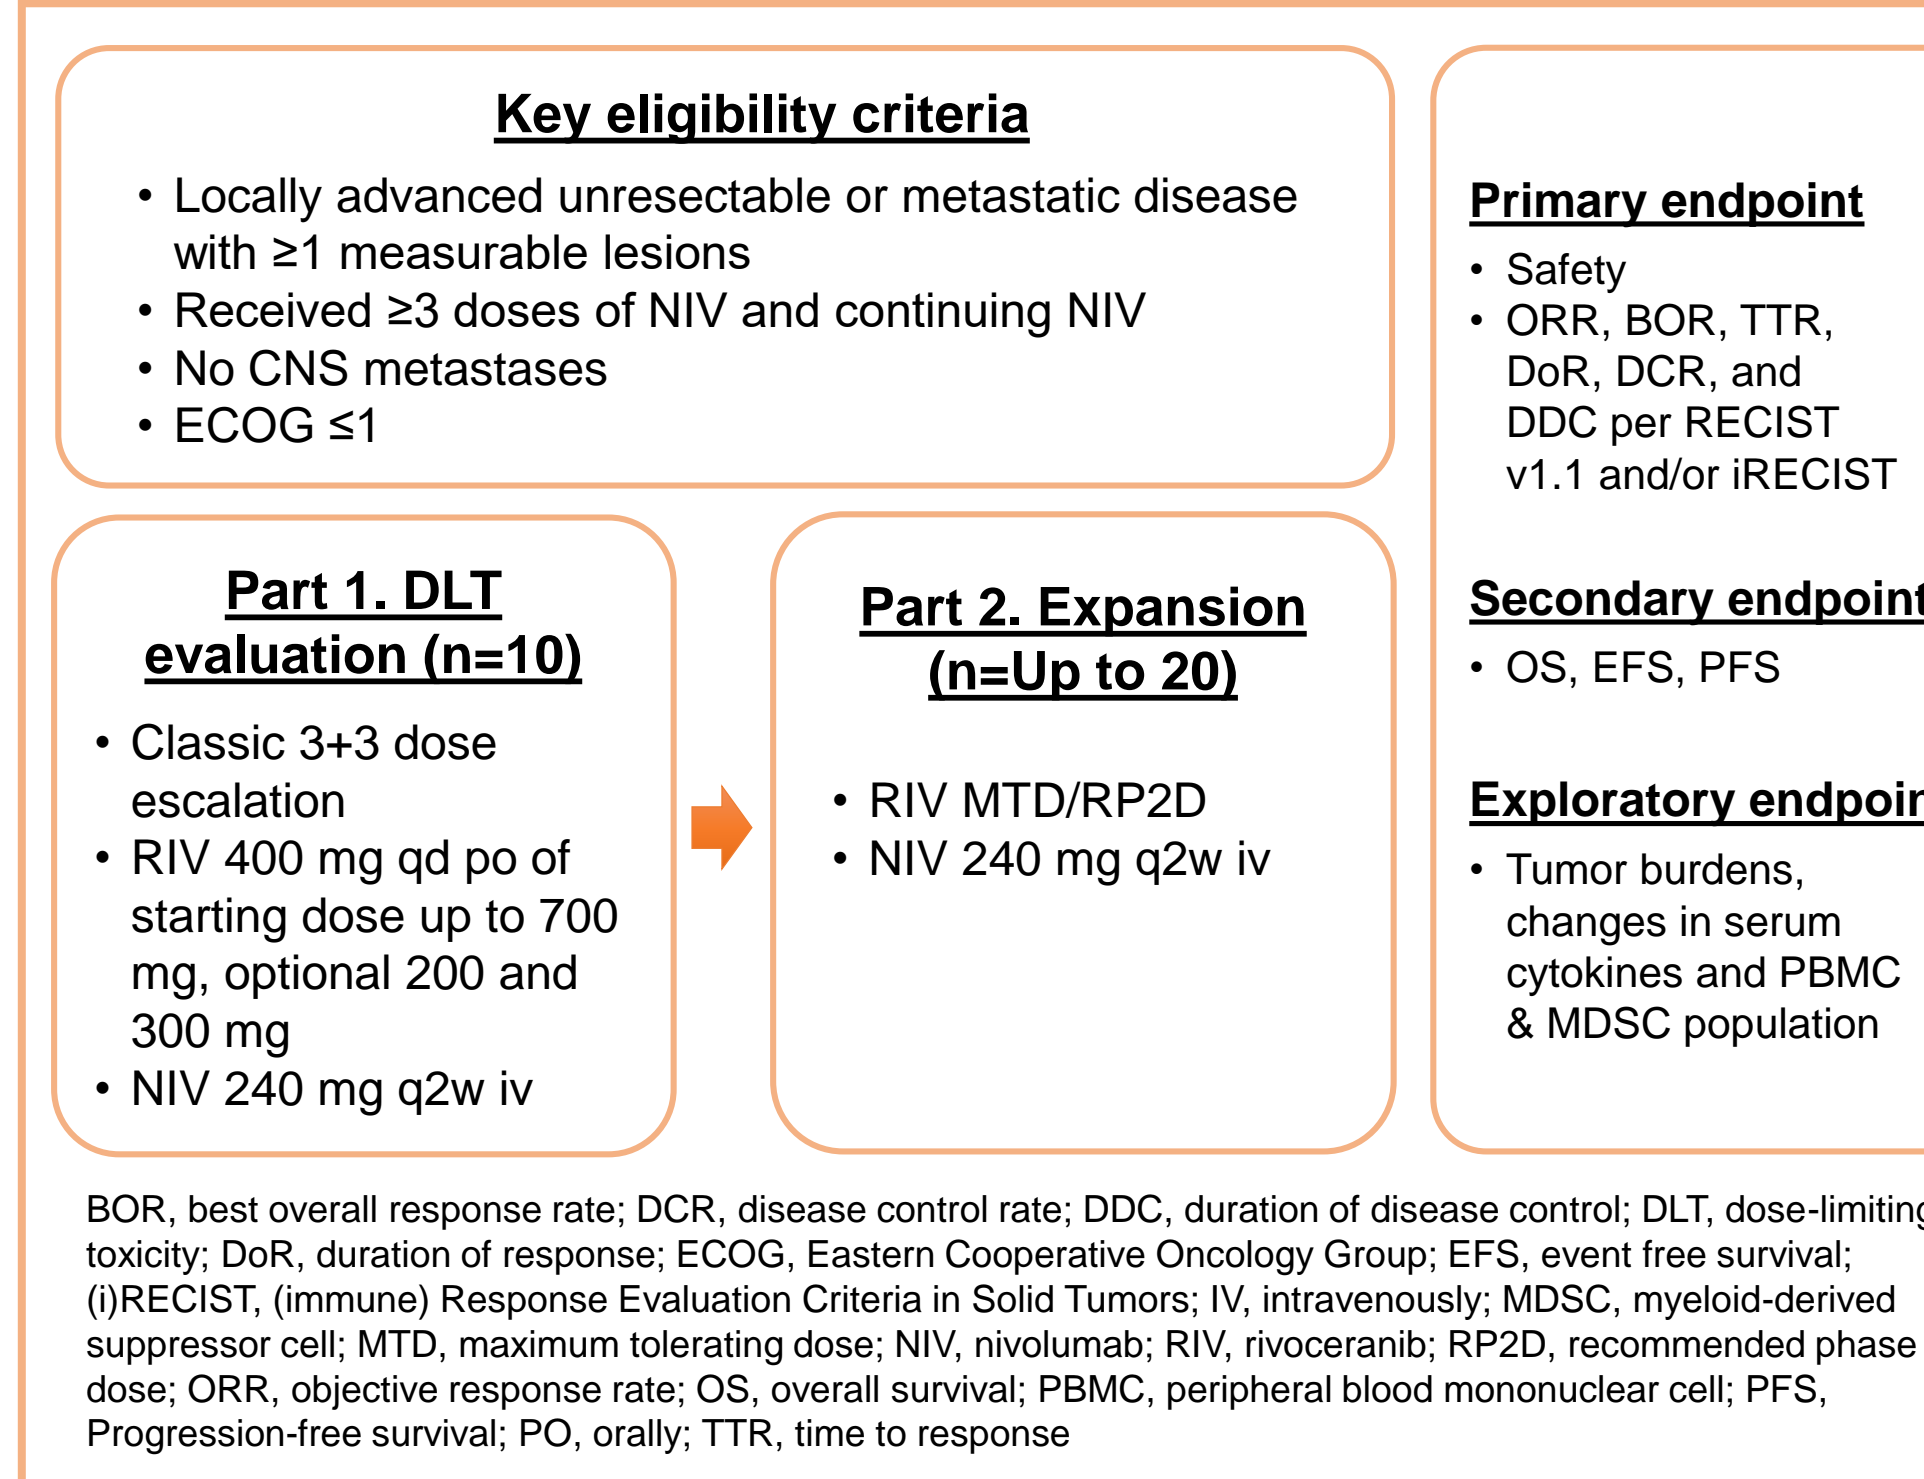 Key eligibility criteria
• Locally advanced unresectable or metastatic disease
with ≥1 measurable lesions
• Received ≥3 doses of NIV and continuing NIV
• No CNS metastases
• ECOG ≤1
Part 1. DLT
evaluation (n=10)
• Classic 3+3 dose
escalation
• RIV 400 mg qd po of
starting dose up to 700
mg, optional 200 and
300 mg
• NIV 240 mg q2w iv
Part 2. Expansion
(n=Up to 20)
• RIV MTD/RP2D
• NIV 240 mg q2w iv
Primary endpoint
• Safety
• ORR, BOR, TTR,
DoR, DCR, and
DDC per RECIST
v1.1 and/or iRECIST
Secondary endpoint
• OS, EFS, PFS
Exploratory endpoin
• Tumor burdens,
changes in serum
cytokines and PBMC
& MDSC population
BOR, best overall response rate; DCR, disease control rate; DDC, duration of disease control; DLT, dose-limiting
toxicity; DoR, duration of response; ECOG, Eastern Cooperative Oncology Group; EFS, event free survival;
(i)RECIST, (immune) Response Evaluation Criteria in Solid Tumors; IV, intravenously; MDSC, myeloid-derived
suppressor cell; MTD, maximum tolerating dose; NIV, nivolumab; RIV, rivoceranib; RP2D, recommended phase
dose; ORR, objective response rate; OS, overall survival; PBMC, peripheral blood mononuclear cell; PFS,
Progression-free survival; PO, orally; TTR, time to response